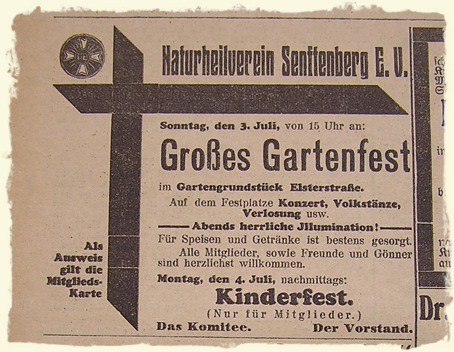 Naturheilverein Senftenberg E. V.
Sonntag, den 3. Juli, von 15 Uhr an:
Großes Gartenfest
im Gartengrundstück Elsterstraße.
Auf dem Festplatze Konzert, Volkstänze,
Verlosung usw.
Abends herrliche Jllumination!
Für Speisen und Getränke ist bestens gesorgt.
Alle Mitglieder, sowie Freunde und Gönner
sind herzlichst willkommen.
Montag, den 4. Juli, nachmittags:
Kinderfest.
(Nur für Mitglieder.)
Das Komitee. Der Vorstand.
Als
Ausweis
gilt die
Mitglieds-
Karte
Dr